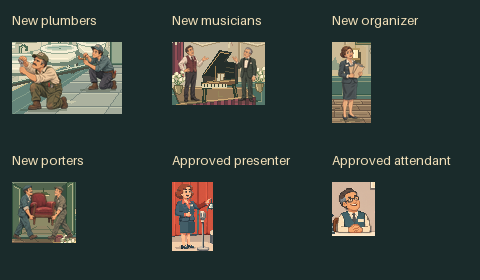 New plumbers
New musicians
New organizer
New porters
Approved presenter
Approved attendant